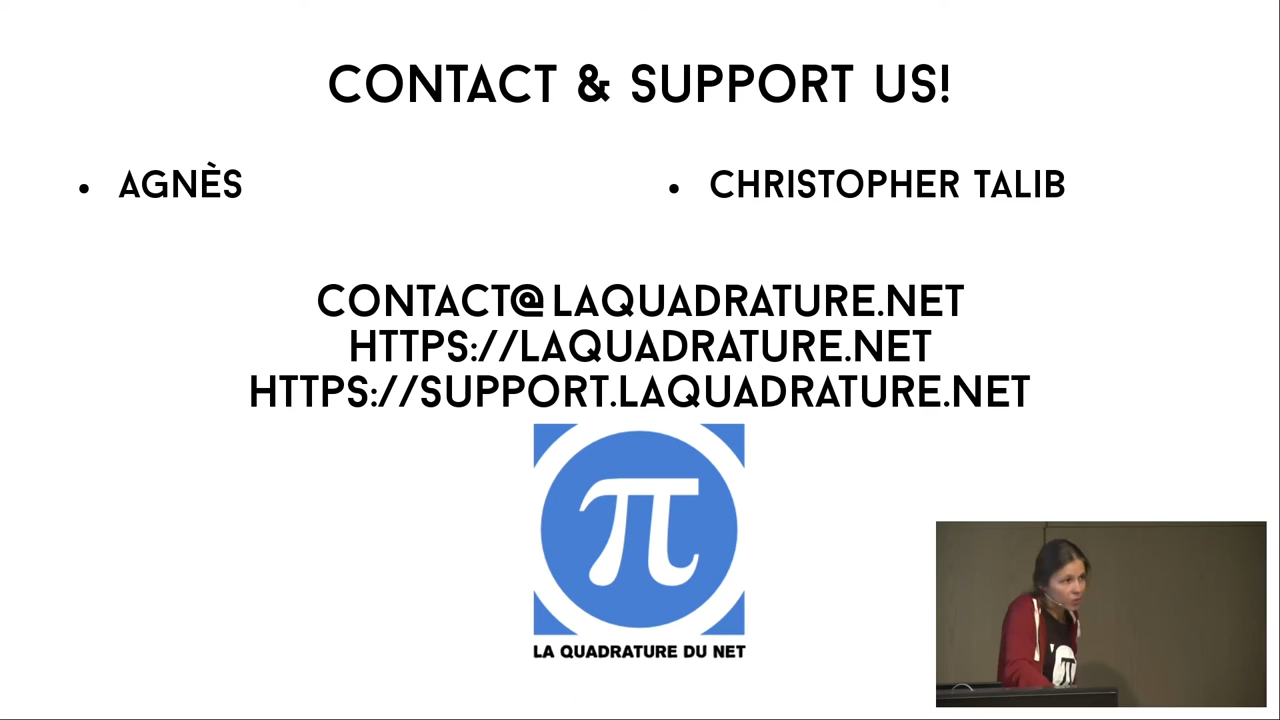 CONTACT & SUPPORT US!
• AGNÈS
• CHRISTOPHER TALIB
CONTACT@LAQUADRATURE.NET
HTTPS://LAQUADRATURE.NET
HTTPS://SUPPORT.LAQUADRATURE.NET
π
LA QUADRATURE DU NET
π